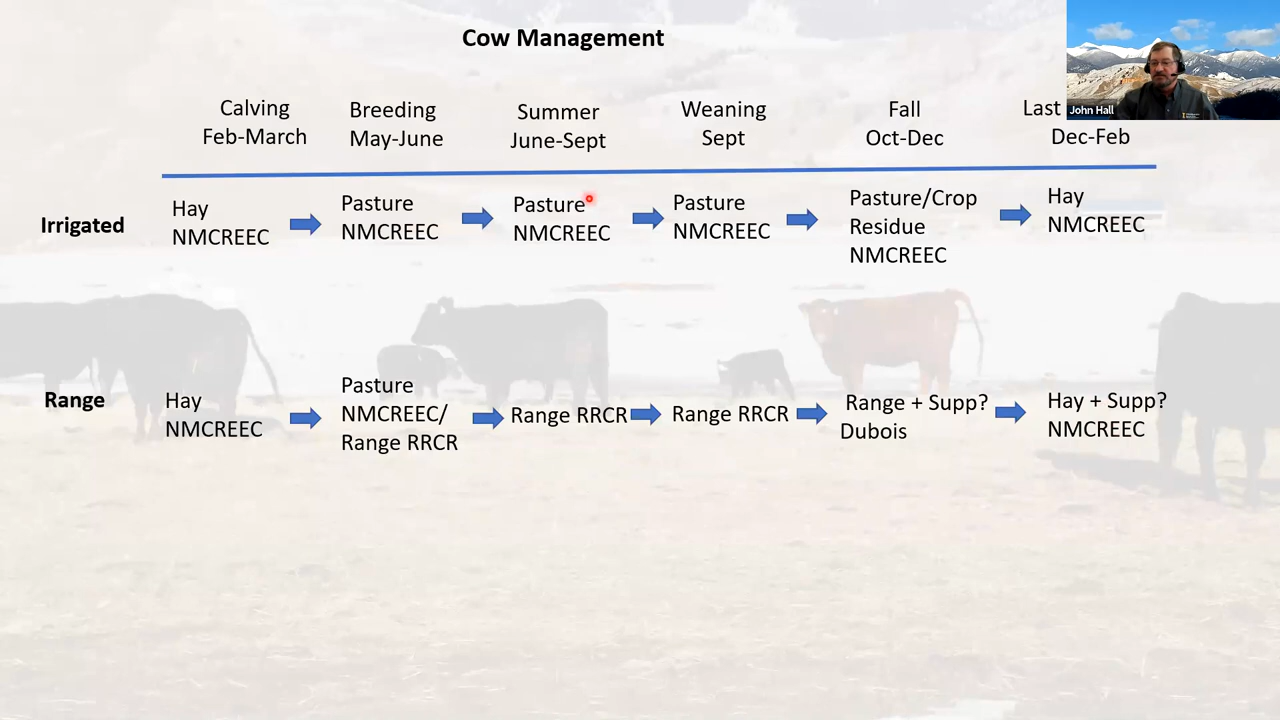 Cow Management
John Hall
Calving
Feb-March
Breeding
May-June
Summer
June-Sept
Weaning
Sept
Fall
Oct-Dec
Last
Dec-Feb
Irrigated
Hay
NMCREEC
Pasture
NMCREEC
Pasture
NMCREEC
Pasture
NMCREEC
Pasture/Crop
Residue
NMCREEC
Hay
NMCREEC
Range
Hay
NMCREEC
Pasture
NMCREEC/
Range RRCR
Range RRCR
Range RRCR
Range + Supp?
Dubois
Hay + Supp?
NMCREEC